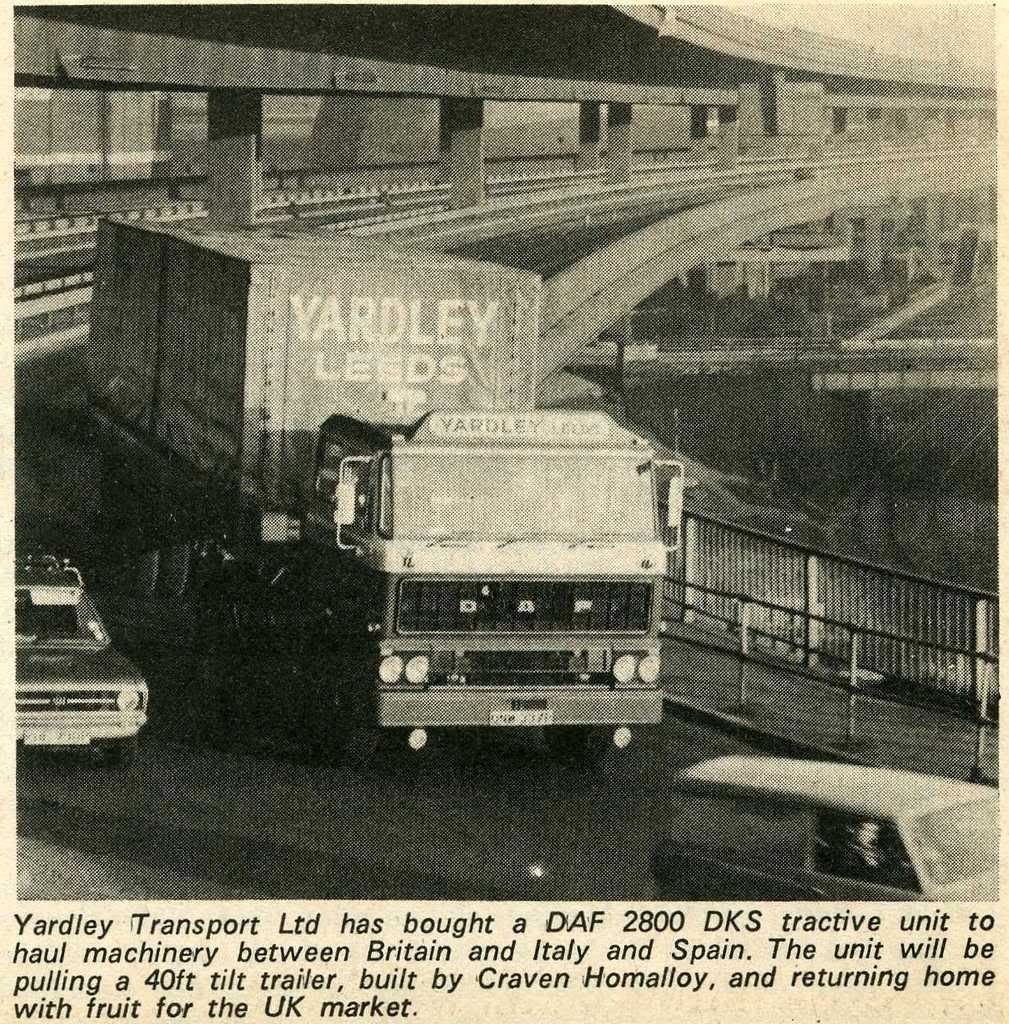 YARDLEY
LEEDS
YARDLEY
DAF
Yardley Transport Ltd has bought a DAF 2800 DKS tractive unit to
haul machinery between Britain and Italy and Spain. The unit will be
pulling a 40ft tilt trailer, built by Craven Homalloy, and returning home
with fruit for the UK market.